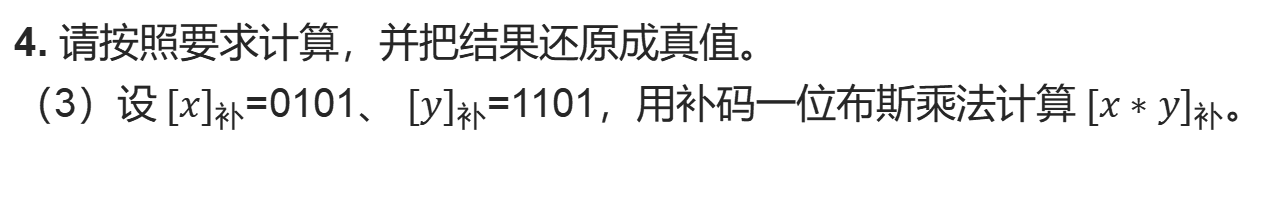 4. 请按照要求计算，并把结果还原成真值。
（3）设 [x]补=0101、 [y]补=1101，用补码一位布斯乘法计算 [x ∗ y]补。